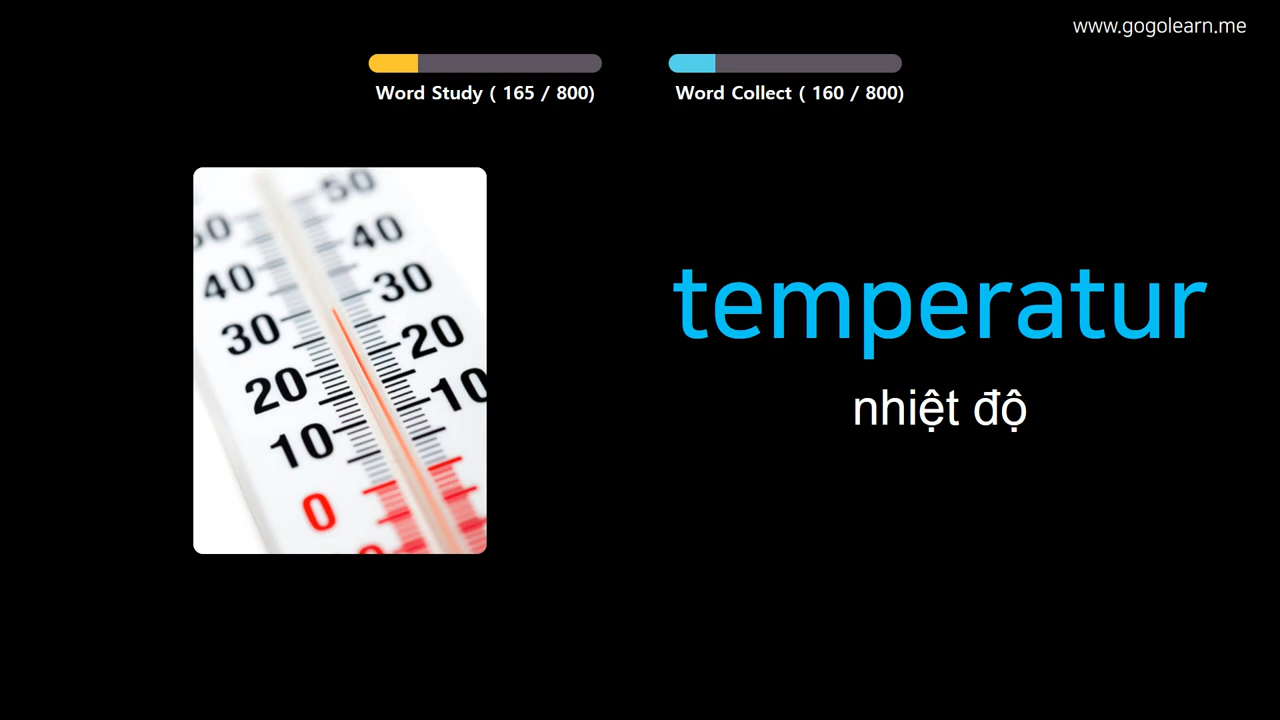 www.gogolearn.me
Word Study ( 165 / 800)
Word Collect ( 160 / 800)
50
40
40
30
30
20
20
10
10
0
temperatur
nhiệt độ